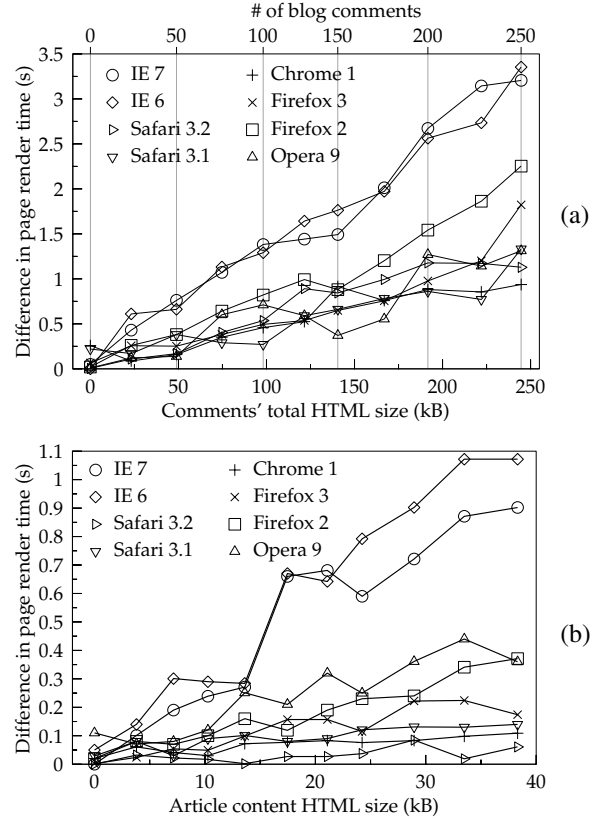 # of blog comments
0 50 100 150 200 250
3.5
3
2.5
2
1.5
1
0.5
0
Difference in page render time (s)
IE 7
IE 6
Safari 3.2
Safari 3.1
Chrome 1
Firefox 3
Firefox 2
Opera 9
0 50 100 150 200 250
Comments' total HTML size (kB)
(a)
1.1
1
0.9
0.8
0.7
0.6
0.5
0.4
0.3
0.2
0.1
0
Difference in page render time (s)
IE 7
IE 6
Safari 3.2
Safari 3.1
Chrome 1
Firefox 3
Firefox 2
Opera 9
0 10 20 30 40
Article content HTML size (kB)
(b)